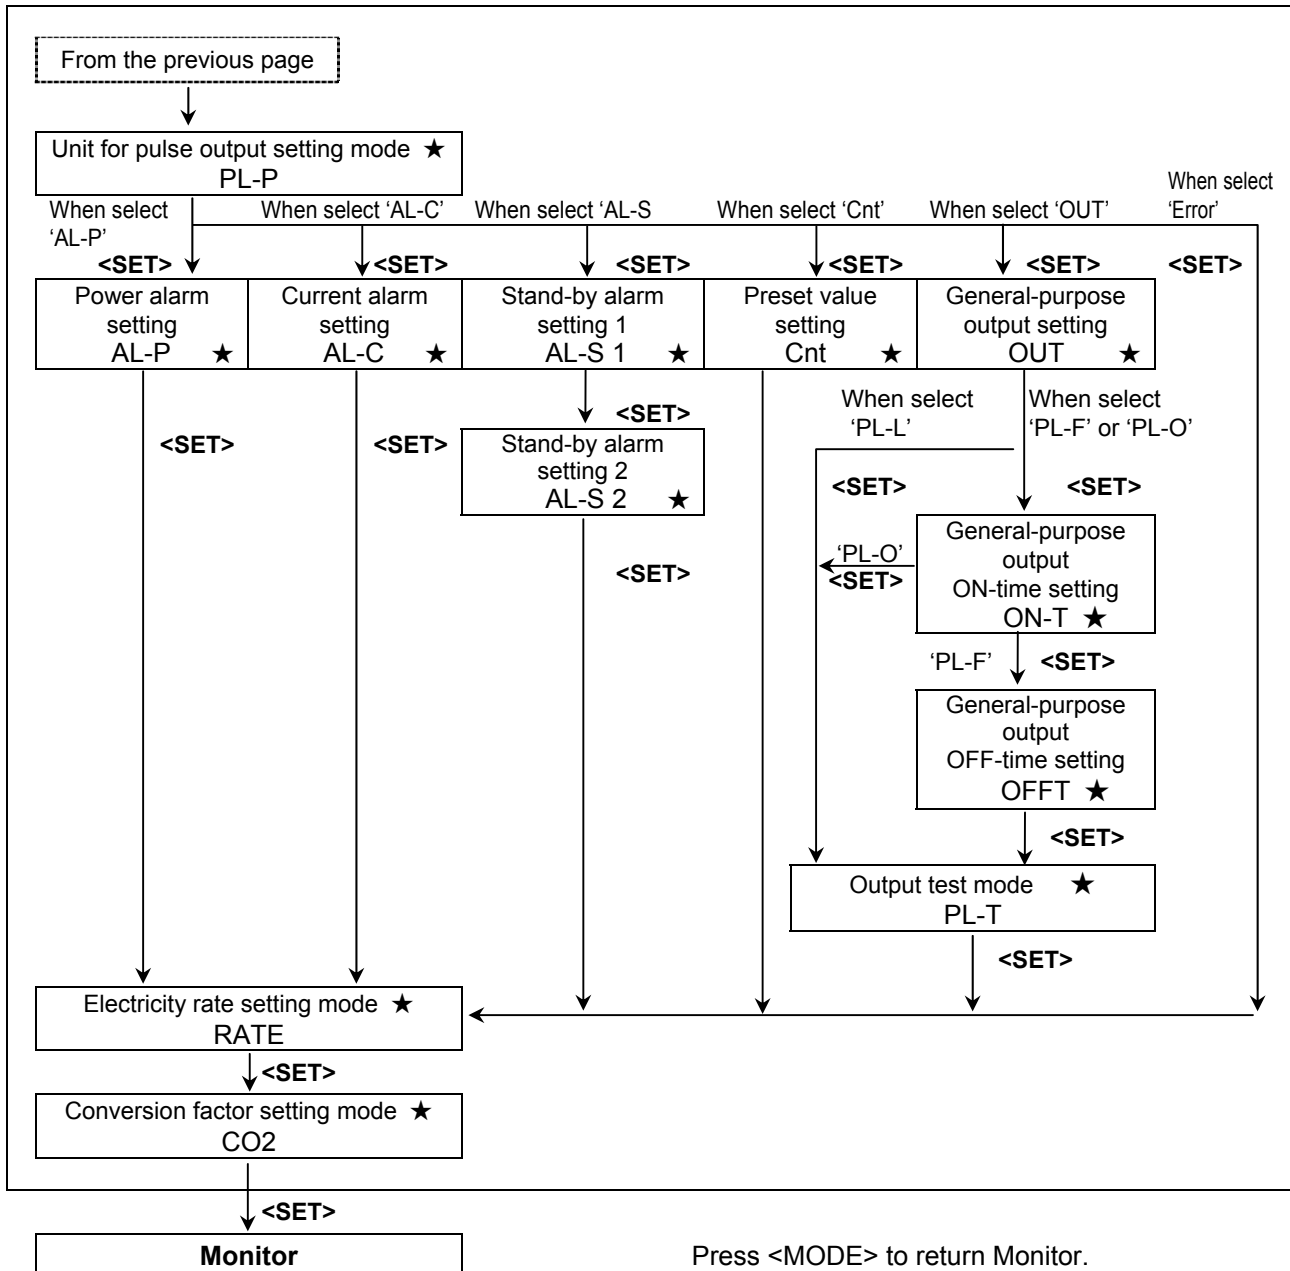 From the previous page
Unit for pulse output setting mode ★
PL-P
When select
‘AL-P’
When select ‘AL-C’
When select ‘AL-S
When select ‘Cnt’
When select ‘OUT’
When select
‘Error’
<SET>
<SET>
<SET>
<SET>
<SET>
<SET>
Power alarm
setting
AL-P ★
Current alarm
setting
AL-C ★
Stand-by alarm
setting 1
AL-S 1 ★
Preset value
setting
Cnt ★
General-purpose
output setting
OUT ★
<SET>
<SET>
<SET>
When select
‘PL-L’
When select
‘PL-F’ or ‘PL-O’
Stand-by alarm
setting 2
AL-S 2 ★
<SET>
<SET>
<SET>
‘PL-O’
<SET>
General-purpose
output
ON-time setting
ON-T ★
‘PL-F’
<SET>
General-purpose
output
OFF-time setting
OFFT ★
<SET>
Output test mode ★
PL-T
<SET>
Electricity rate setting mode ★
RATE
<SET>
Conversion factor setting mode ★
CO2
<SET>
Monitor
Press <MODE> to return Monitor.